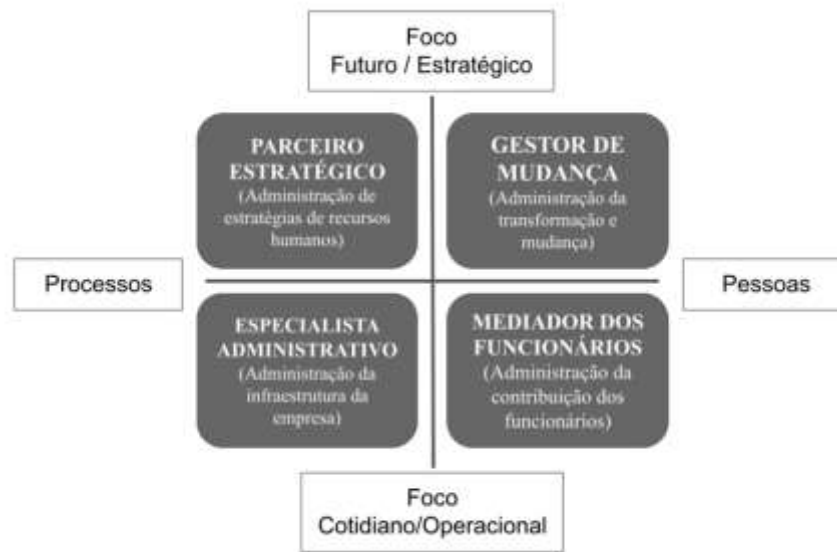 Foco
Futuro / Estratégico
PARCEIRO
ESTRATÉGICO
(Administração de
estratégias de recursos
humanos)
GESTOR DE
MUDANÇA
(Administração da
transformação e
mudança)
Processos
Pessoas
ESPECIALISTA
ADMINISTRATIVO
(Administração da
infraestrutura da
empresa)
MEDIADOR DOS
FUNCIONÁRIOS
(Administração da
contribuição dos
funcionários)
Foco
Cotidiano/Operacional